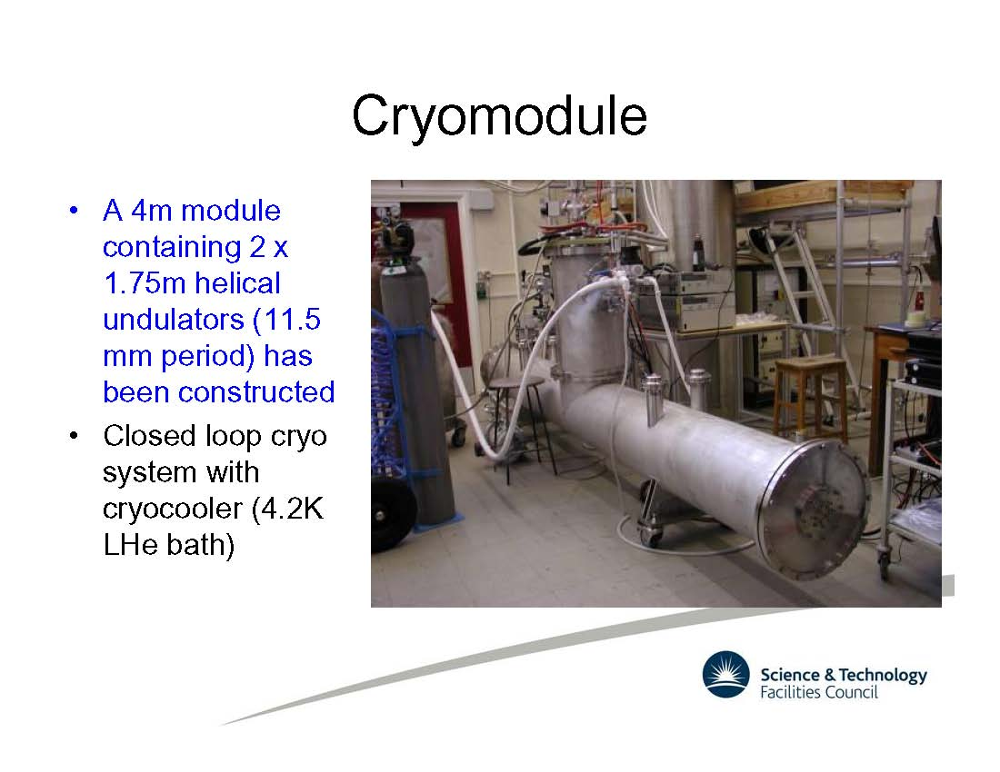 Cryomodule
• A 4m module
containing 2 x
1.75m helical
undulators (11.5
mm period) has
been constructed
• Closed loop cryo
system with
cryocooler (4.2K
LHe bath)
Science & Technology
Facilities Council